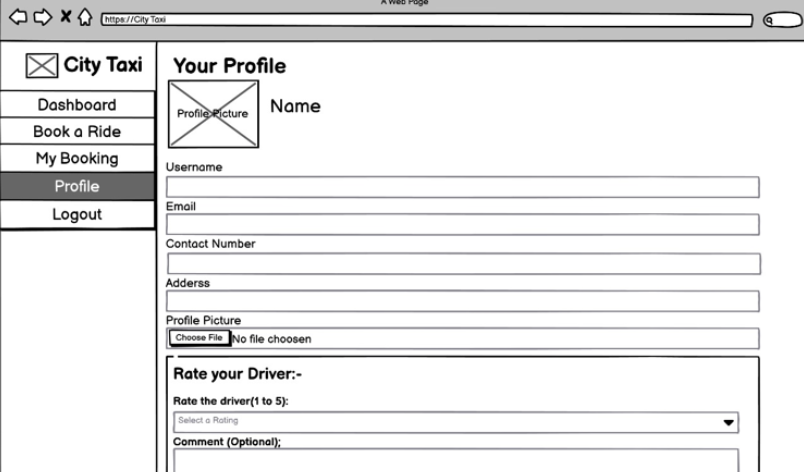 A Web Page
https://City Taxi
City Taxi
Dashboard
Book a Ride
My Booking
Profile
Logout
Your Profile
Profile Picture
Name
Username
Email
Contact Number
Adderss
Profile Picture
Choose File No file choosen
Rate your Driver:-
Rate the driver(1 to 5):
Select a Rating
Comment (Optional);